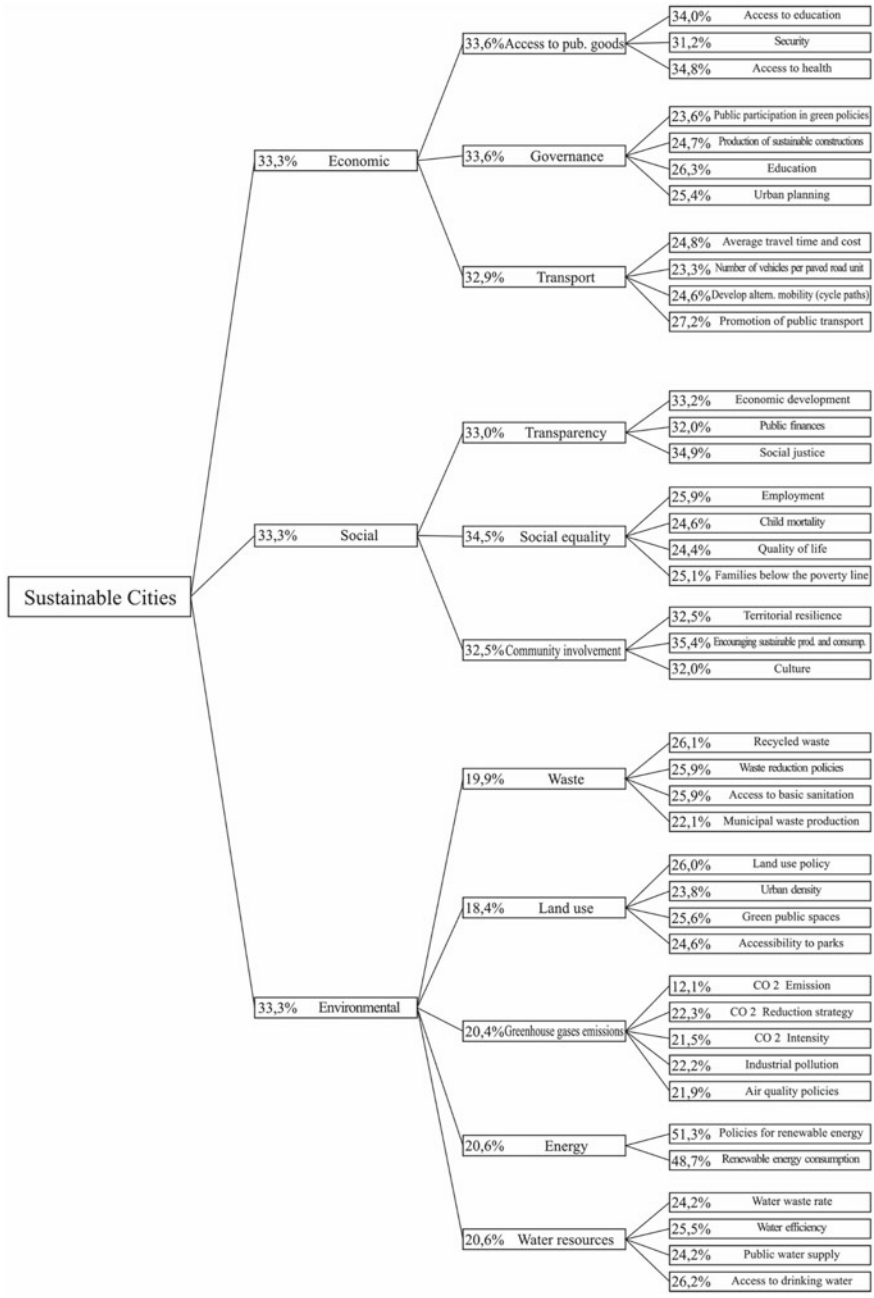 Sustainable Cities
33,3% Economic
33,6% Access to pub. goods
34,0% Access to education
31,2% Security
34,8% Access to health
33,6% Governance
23,6% Public participation in green policies
24,7% Production of sustainable constructions
26,3% Education
25,4% Urban planning
32,9% Transport
24,8% Average travel time and cost
23,3% Number of vehicles per paved road unit
24,6% Develop altern. mobility (cycle paths)
27,2% Promotion of public transport
33,3% Social
33,0% Transparency
33,2% Economic development
32,0% Public finances
34,9% Social justice
34,5% Social equality
25,9% Employment
24,6% Child mortality
24,4% Quality of life
25,1% Families below the poverty line
32,5% Community involvement
32,5% Territorial resilience
35,4% Encouraging sustainable prod. and consump.
32,0% Culture
33,3% Environmental
19,9% Waste
26,1% Recycled waste
25,9% Waste reduction policies
25,9% Access to basic sanitation
22,1% Municipal waste production
18,4% Land use
26,0% Land use policy
23,8% Urban density
25,6% Green public spaces
24,6% Accessibility to parks
20,4% Greenhouse gases emissions
12,1% CO 2 Emission
22,3% CO 2 Reduction strategy
21,5% CO 2 Intensity
22,2% Industrial pollution
21,9% Air quality policies
20,6% Energy
51,3% Policies for renewable energy
48,7% Renewable energy consumption
20,6% Water resources
24,2% Water waste rate
25,5% Water efficiency
24,2% Public water supply
26,2% Access to drinking water